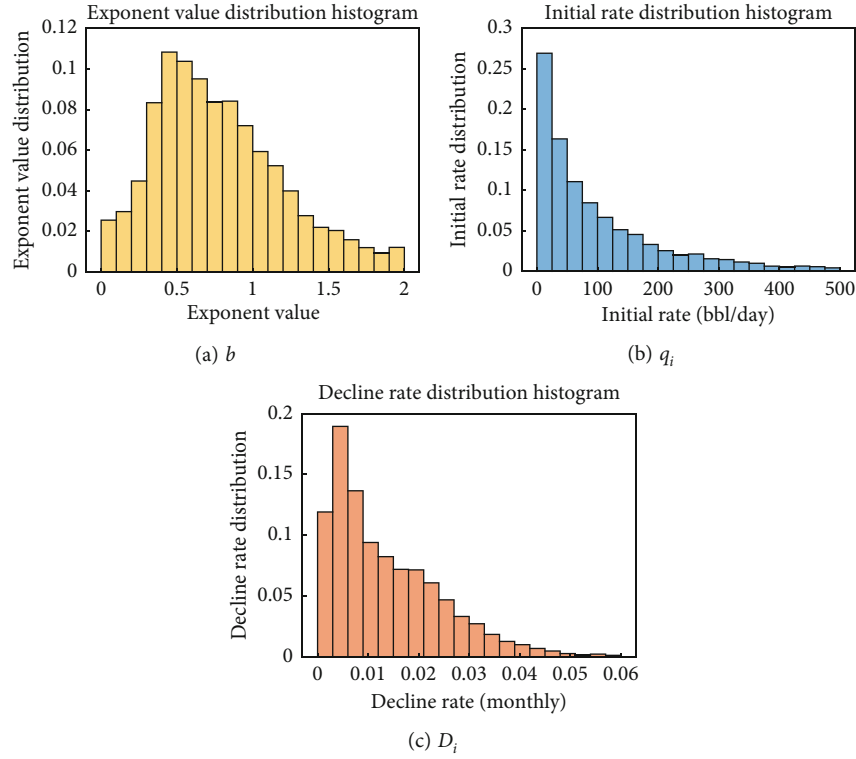 Exponent value distribution histogram
0.12
0.1
0.08
0.06
0.04
0.02
0
Exponent value distribution
0 0.5 1 1.5 2
Exponent value
(a) b
Initial rate distribution histogram
0.3
0.25
0.2
0.15
0.1
0.05
0
Initial rate distribution
0 100 200 300 400 500
Initial rate (bbl/day)
(b) qi
Decline rate distribution histogram
0.2
0.15
0.1
0.05
0
Decline rate distribution
0 0.01 0.02 0.03 0.04 0.05 0.06
Decline rate (monthly)
(c) Di